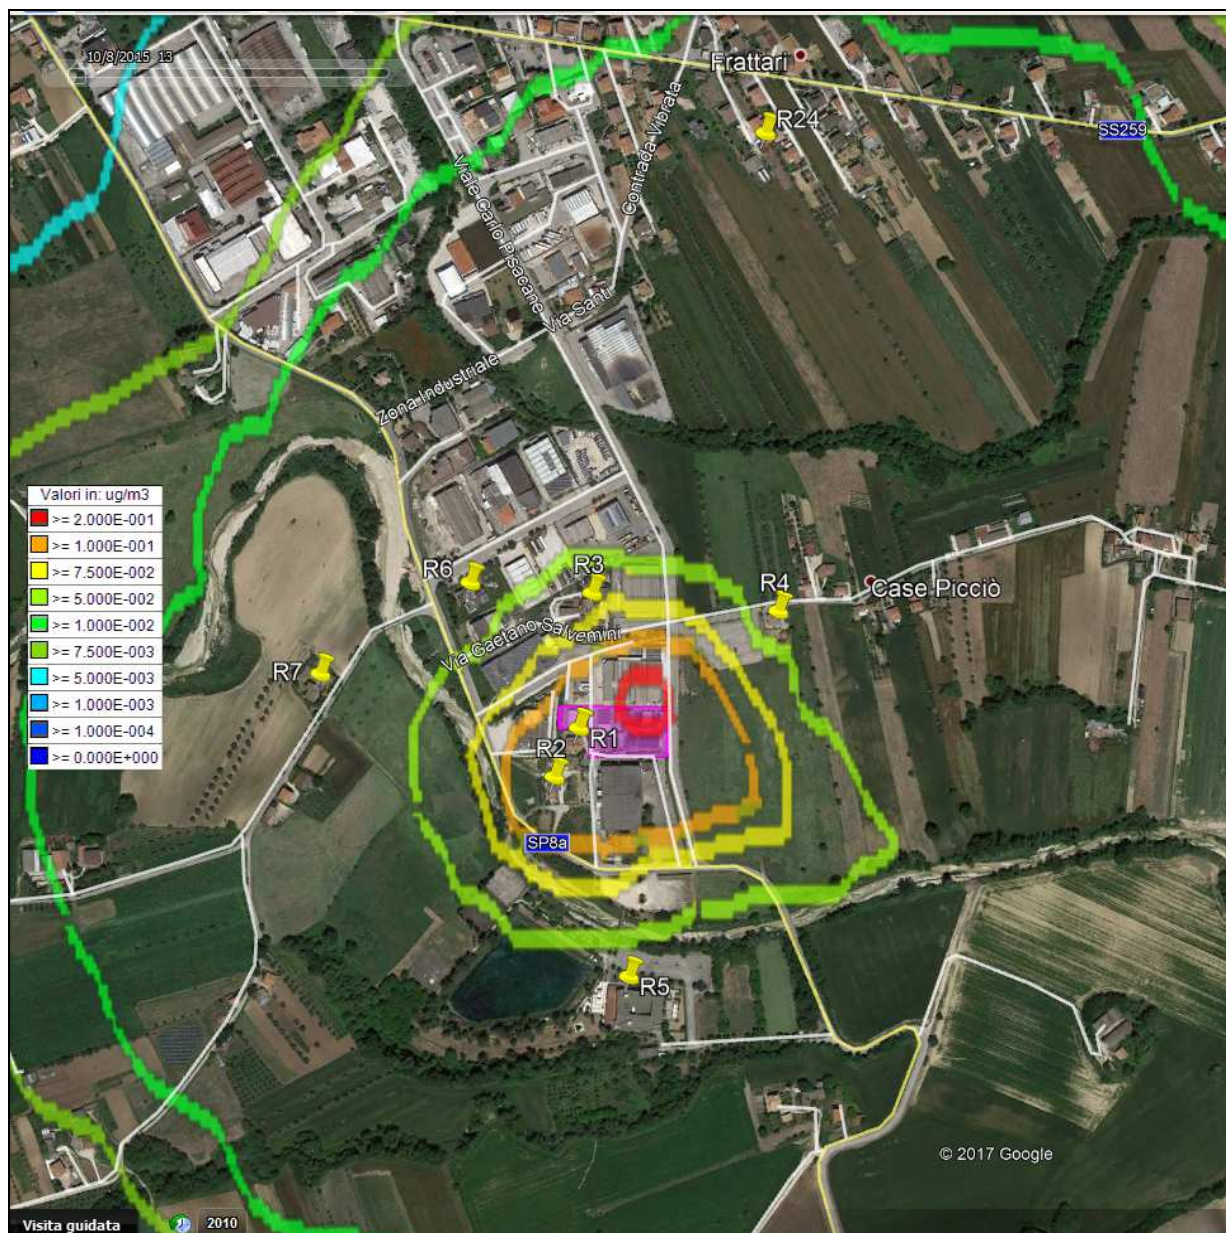 10/8/2015 13
Frattari
R24
SS259
Contrada Vibrata
Viale Carlo Pisacane
Via Santi
Zona Industriale
Valori in: ug/m3
>= 2.000E-001
>= 1.000E-001
>= 7.500E-002
>= 5.000E-002
>= 1.000E-002
>= 7.500E-003
>= 5.000E-003
>= 1.000E-003
>= 1.000E-004
>= 0.000E+000
R6
R3
R4
Case Picciò
Via Gaetano Salvemini
R7
R1
R2
SP8a
R5
© 2017 Google
Visita guidata
2010